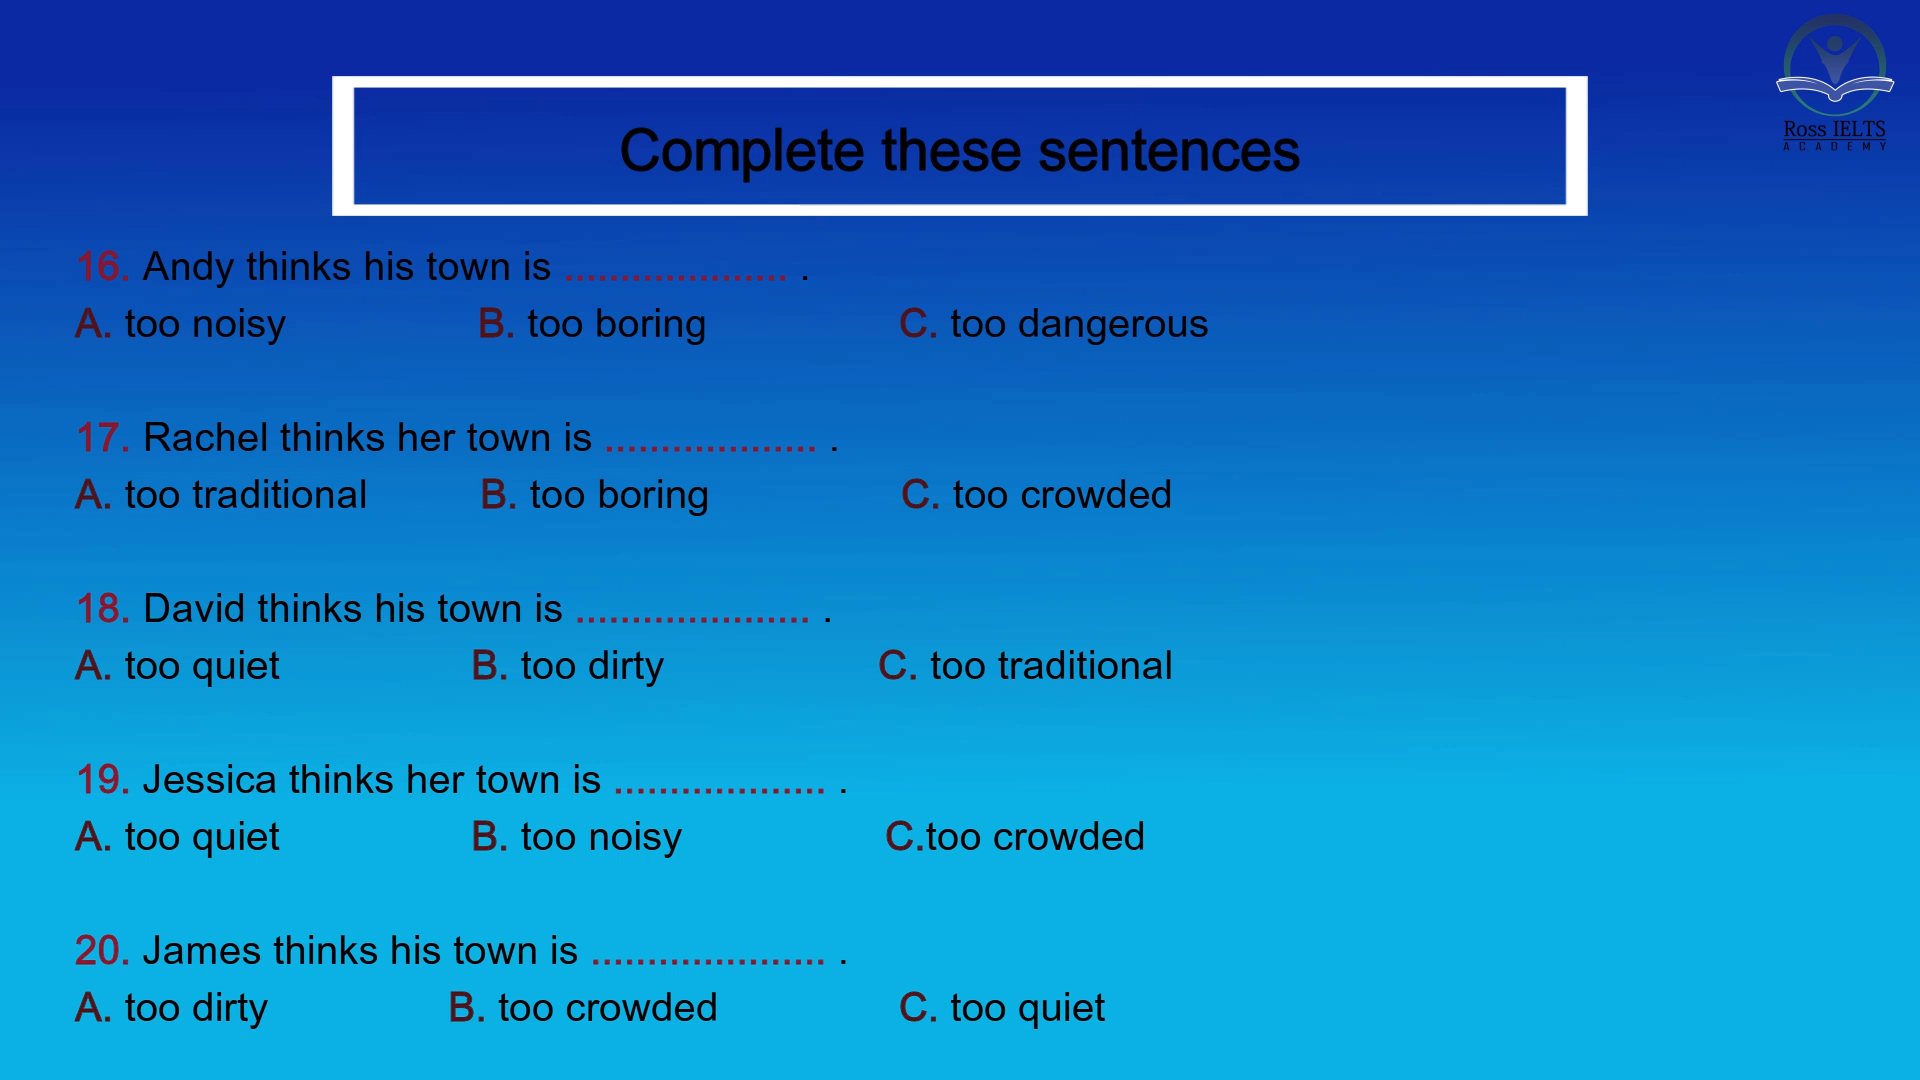 Ross IELTS
ACADEMY
Complete these sentences
16. Andy thinks his town is .................... .
A. too noisy B. too boring C. too dangerous
17. Rachel thinks her town is ................... .
A. too traditional B. too boring C. too crowded
18. David thinks his town is ..................... .
A. too quiet B. too dirty C. too traditional
19. Jessica thinks her town is ................... .
A. too quiet B. too noisy C.too crowded
20. James thinks his town is ..................... .
A. too dirty B. too crowded C. too quiet